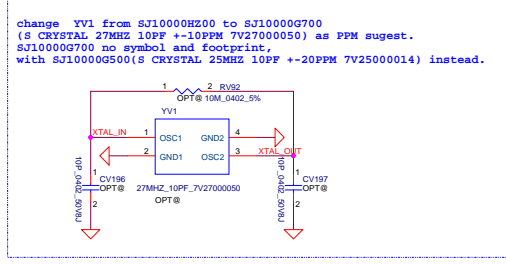 change YV1 from SJ10000HZ00 to SJ10000G700
(S CRYSTAL 27MHZ 10PF +-10PPM 7V27000050) as PPM sugest.
SJ10000G700 no symbol and footprint,
with SJ10000G500(S CRYSTAL 25MHZ 10PF +-20PPM 7V25000014) instead.
1 2 RV92
OPT@ 10M_0402_5%
YV1
XTAL_IN 1 OSC1 GND2 4
2 GND1 OSC2 3 XTAL_OUT
10P_0402_50V8J
1 CV196
OPT@
2
27MHZ_10PF_7V27000050
OPT@
10P_0402_50V8J
1 CV197
OPT@
2